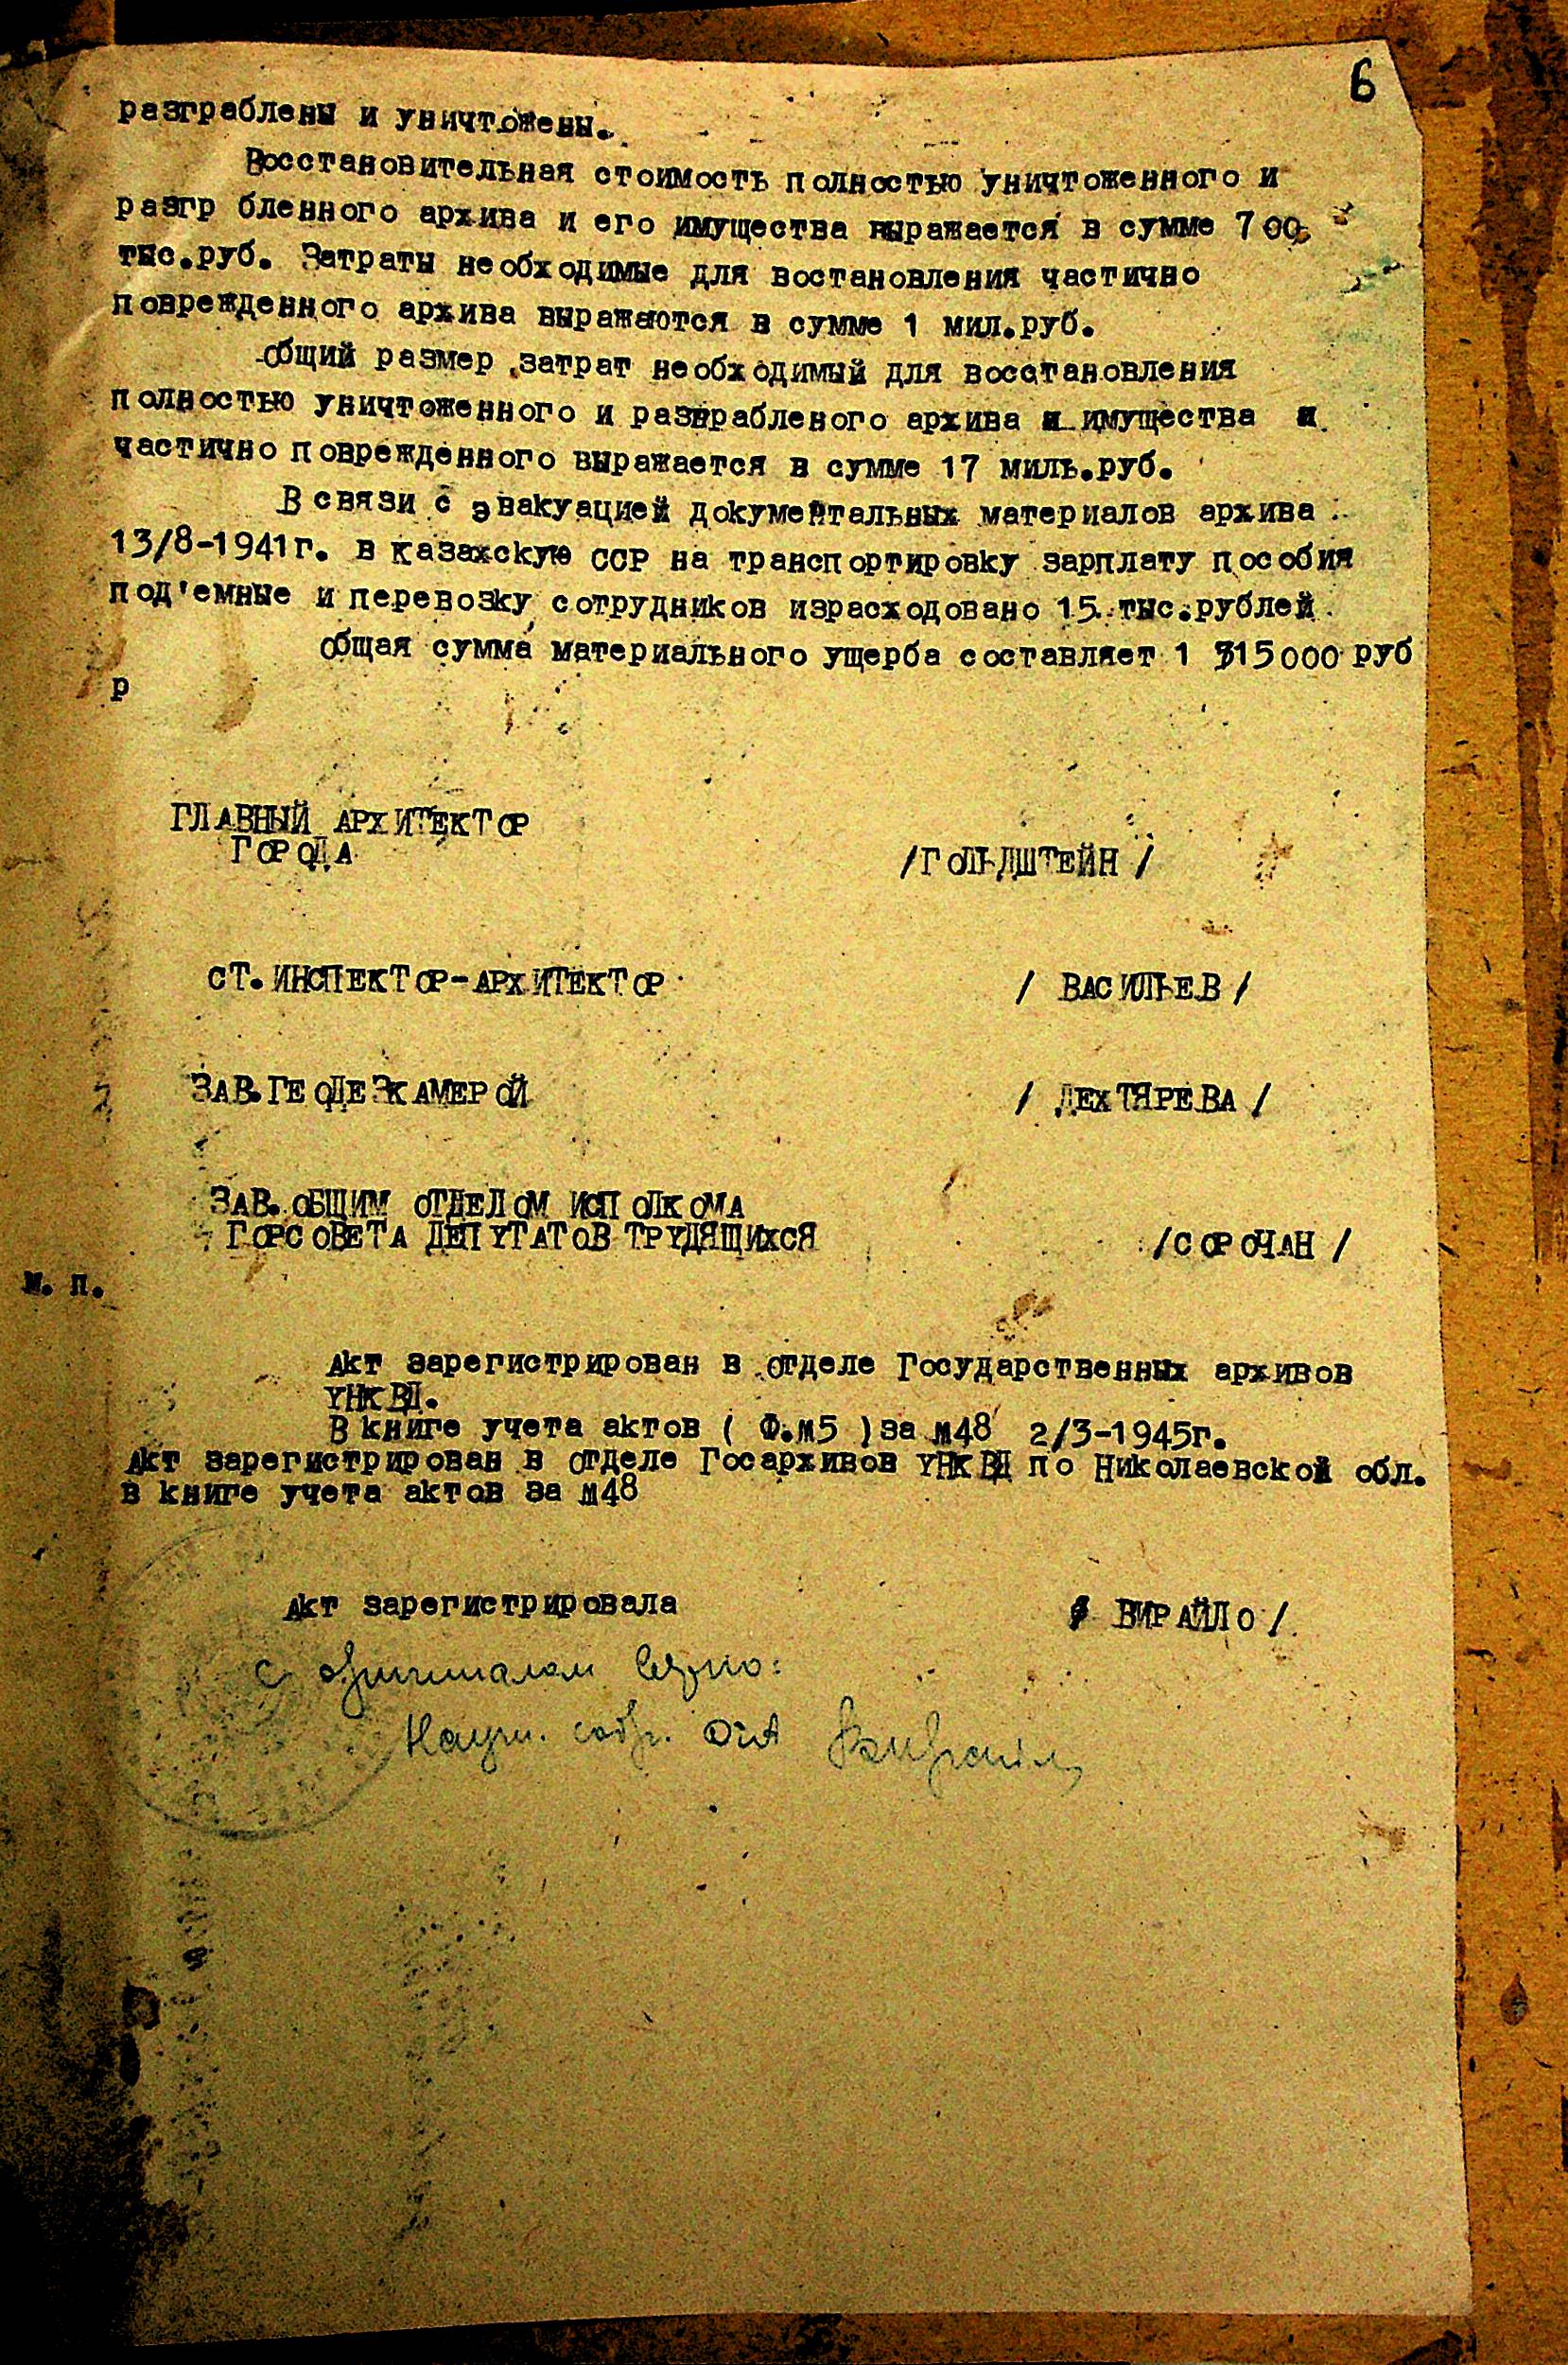 6
разграблены и уничтожены.
Восстановительная стоимость полностью уничтоженного и
разгр бленного архива и его имущества выражается в сумме 700
тыс.руб. Затраты необходимые для востановления частично
поврежденного архива выражаются в сумме 1 мил.руб.
Общий размер затрат необходимый для восстановления
полностью уничтоженного и разграбленого архива и имущества и
частично поврежденного выражается в сумме 17 миль.руб.
В связи с эвакуацией документальных материалов архива
13/8-1941г. в Казахскую ССР на транспортировку зарплату пособия
под'емные и перевозку сотрудников израсходовано 15 тыс.рублей
Общая сумма материального ущерба составляет 1 315000 руб
р
ГЛАВНЫЙ АРХИТЕКТОР
ГОРОДА
/ГОЛЬДШТЕЙН /
СТ.ИНСПЕКТОР-АРХИТЕКТОР
/ ВАСИЛЬЕВ /
ЗАВ.ГЕОДЕЗКАМЕРОЙ
/ ДЕХТЯРЕВА /
ЗАВ.ОБЩИМ ОТДЕЛОМ ИСПОЛКОМА
ГОРСОВЕТА ДЕПУТАТОВ ТРУДЯЩИХСЯ
/СОРОЧАН /
М. П.
Акт зарегистрирован в отделе Государственных архивов
УНКВД.
В книге учета актов ( Ф.М5 ) за М48 2/3-1945г.
Акт зарегистрирован в отделе Госархивов УНКВД по Николаевской обл.
в книге учета актов за М48
Акт зарегистрировала
/ ВИРАЙЛО /
С оригиналом верно:
Научн. сотр. ОГА